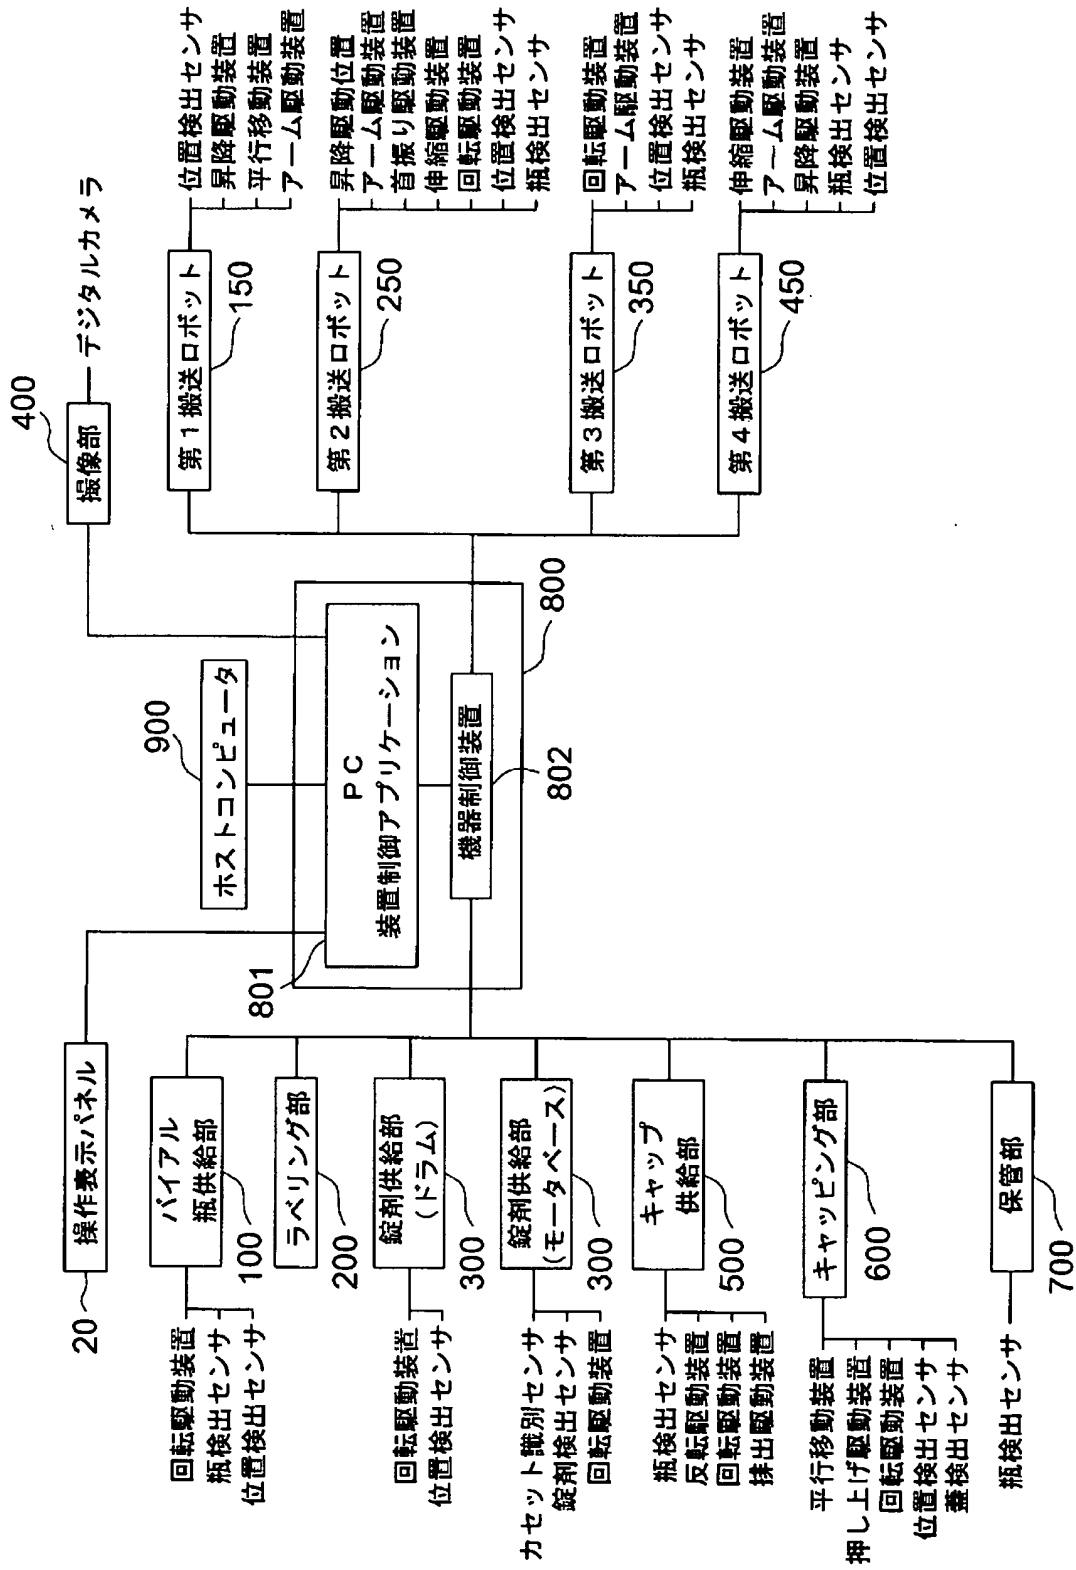 20
操作表示パネル
バイアル
瓶供給部
100
回転駆動装置
瓶検出センサ
位置検出センサ
ラベリング部
200
錠剤供給部
(ドラム)
300
回転駆動装置
位置検出センサ
錠剤供給部
(モータベース)
300
カセット識別センサ
錠剤検出センサ
回転駆動装置
キャップ
供給部
500
瓶検出センサ
反転駆動装置
回転駆動装置
排出駆動装置
キャッピング部
600
平行移動装置
押し上げ駆動装置
回転駆動装置
位置検出センサ
蓋検出センサ
保管部
700
瓶検出センサ
900
ホストコンピュータ
801
PC
装置制御アプリケーション
機器制御装置
802
800
400
撮像部
デジタルカメラ
第1搬送ロボット
150
位置検出センサ
昇降駆動装置
平行移動装置
アーム駆動装置
第2搬送ロボット
250
昇降駆動位置
アーム駆動装置
首振り駆動装置
伸縮駆動装置
回転駆動装置
位置検出センサ
瓶検出センサ
第3搬送ロボット
350
回転駆動装置
アーム駆動装置
位置検出センサ
瓶検出センサ
第4搬送ロボット
450
伸縮駆動装置
アーム駆動装置
昇降駆動装置
瓶検出センサ
位置検出センサ